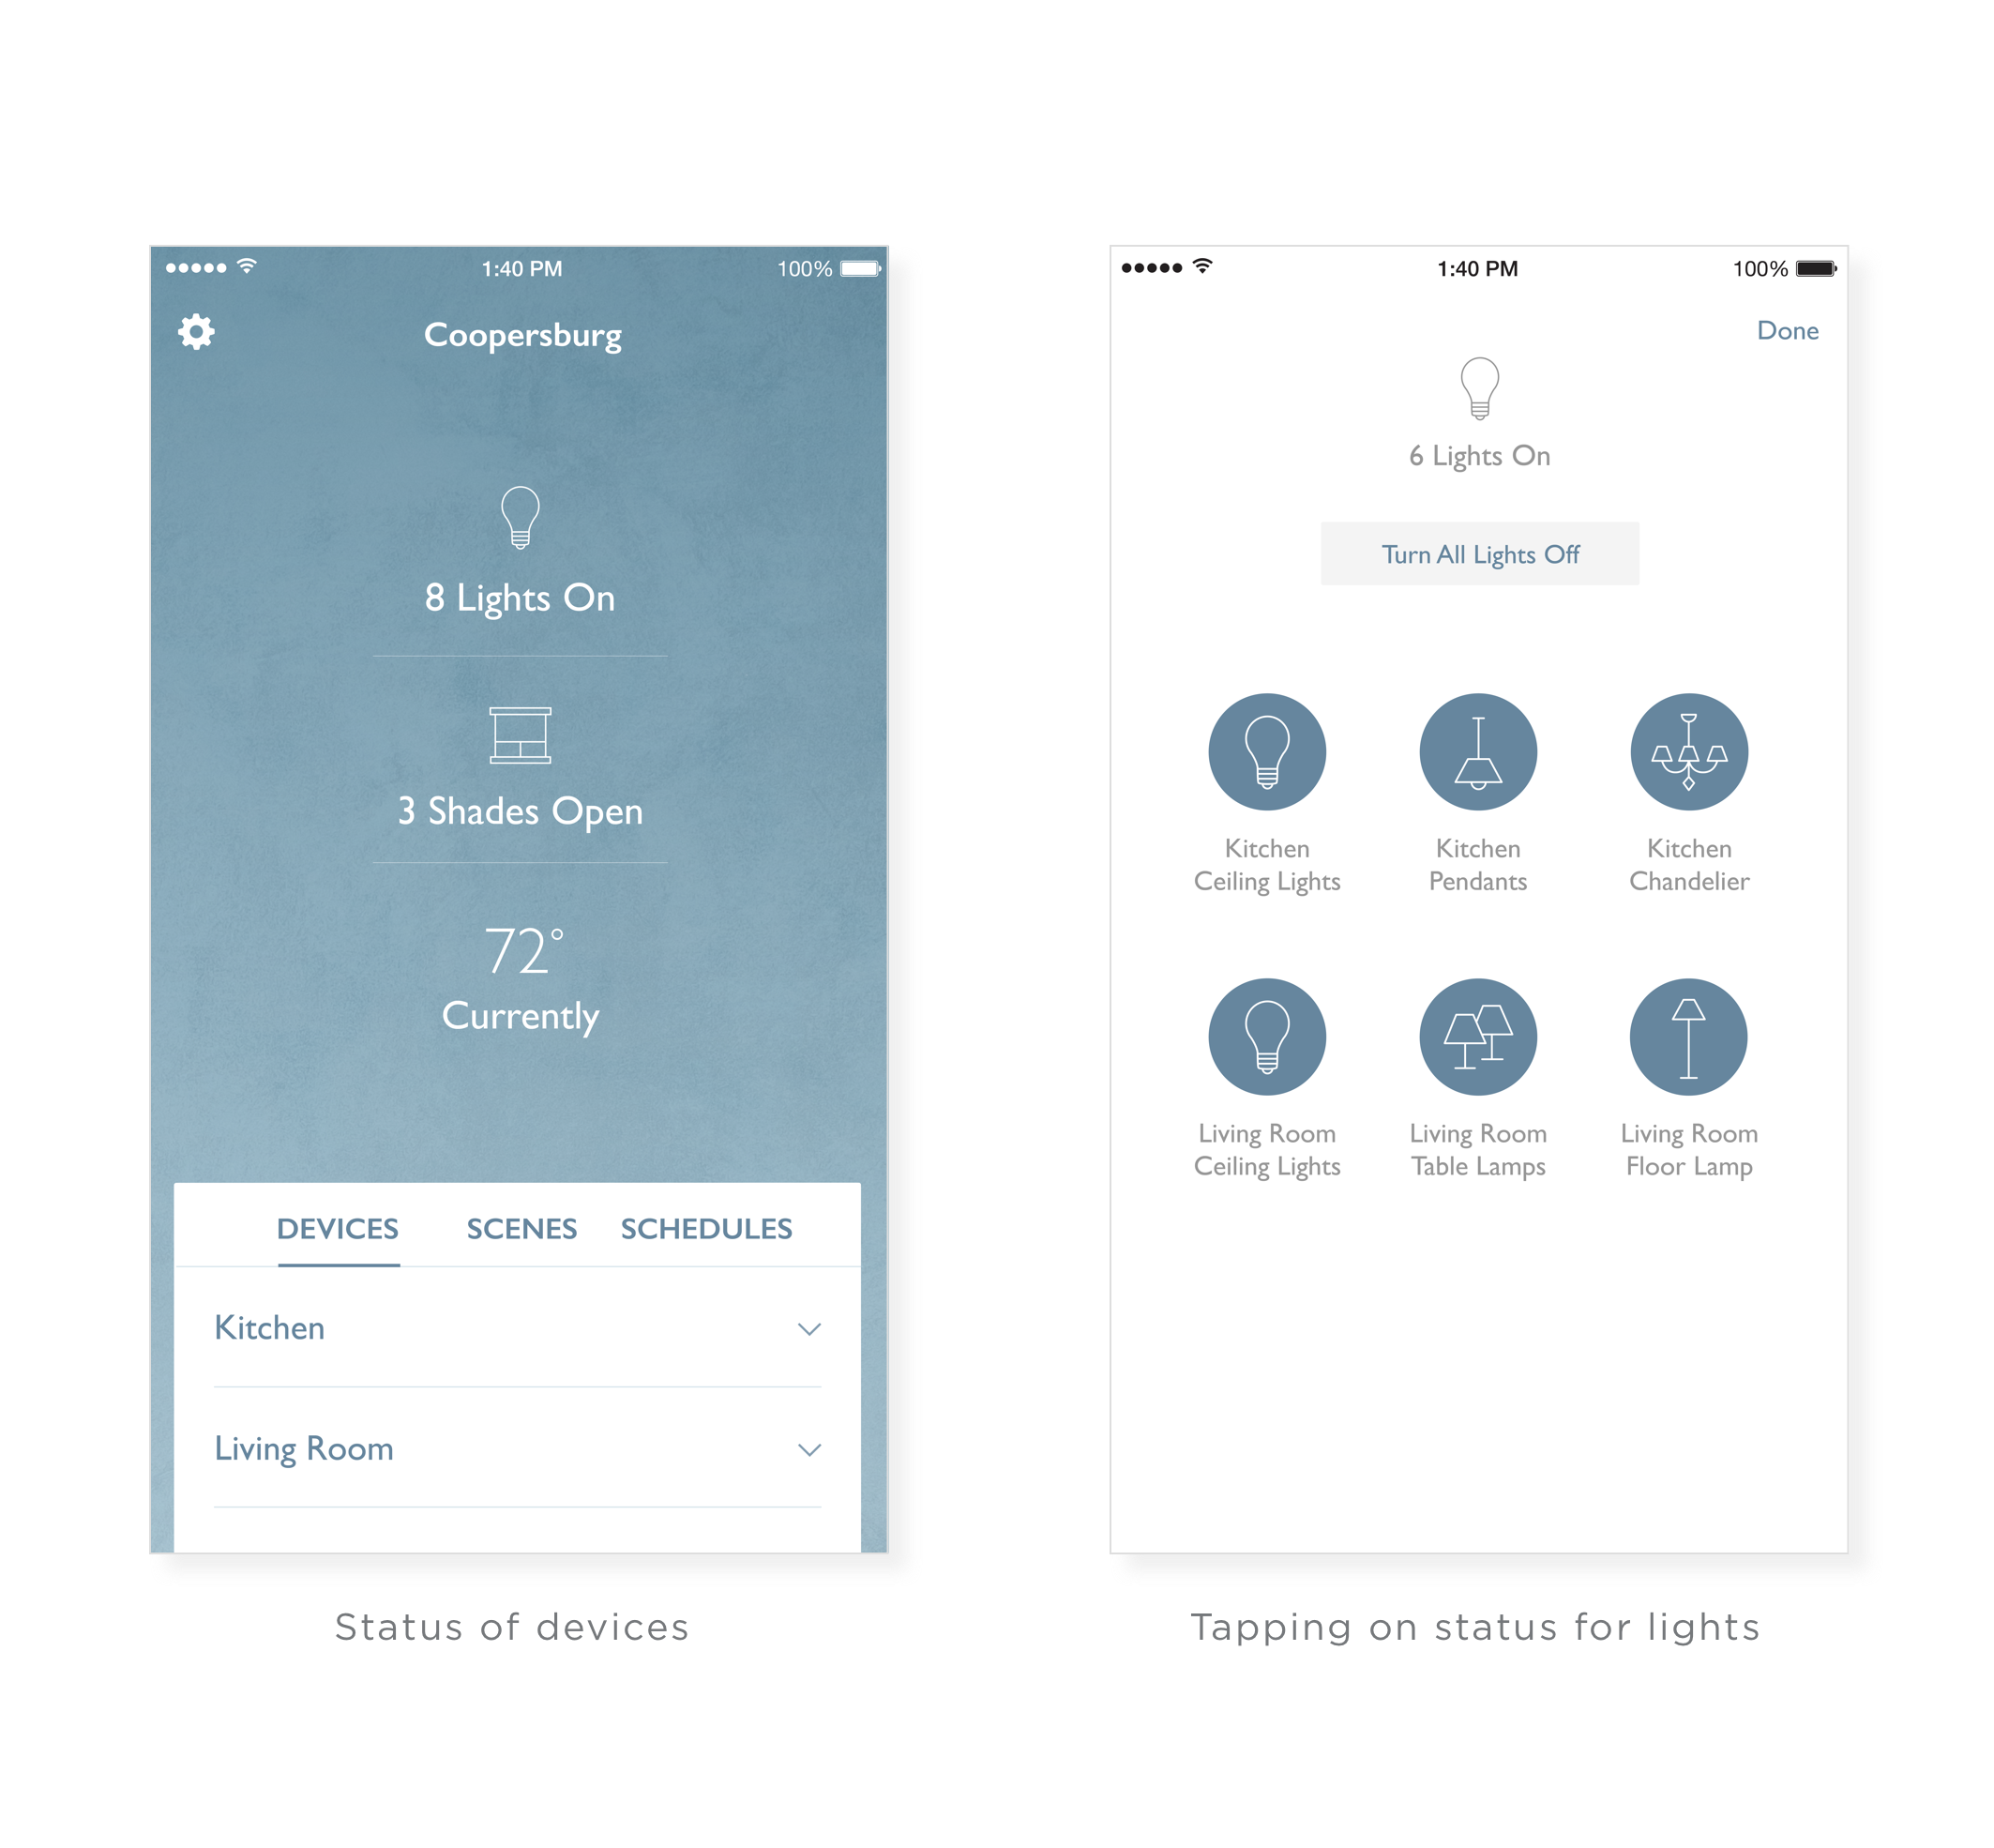 1:40 PM
100%
Coopersburg
8 Lights On
3 Shades Open
72°
Currently
DEVICES SCENES SCHEDULES
Kitchen
Living Room
Status of devices
1:40 PM
100%
Done
6 Lights On
Turn All Lights Off
Kitchen
Ceiling Lights
Kitchen
Pendants
Kitchen
Chandelier
Living Room
Ceiling Lights
Living Room
Table Lamps
Living Room
Floor Lamp
Tapping on status for lights